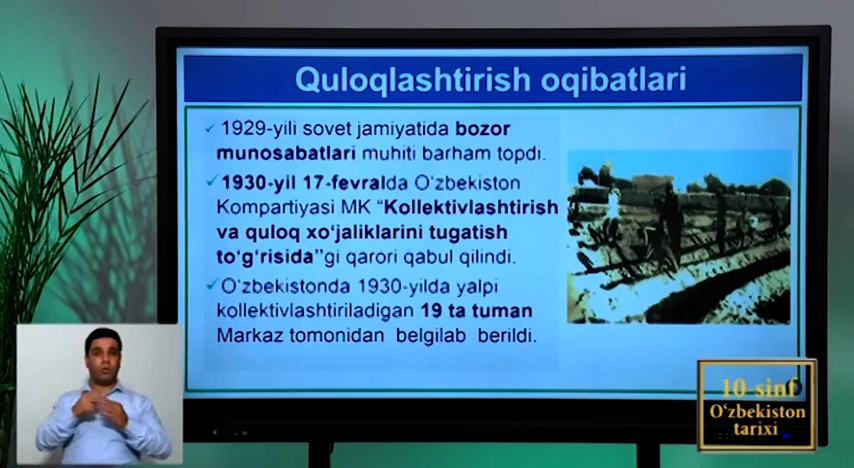 Quloqlashtirish oqibatlari
1929-yili sovet jamiyatida bozor
munosabatlari muhiti barham topdi.
1930-yil 17-fevralda O‘zbekiston
Kompartiyasi MK “Kollektivlashtirish
va quloq xo‘jaliklarini tugatish
to‘g‘risida”gi qarori qabul qilindi.
O‘zbekistonda 1930-yilda yalpi
kollektivlashtiriladigan 19 ta tuman
Markaz tomonidan belgilab berildi.
10-sinf
O‘zbekiston
tarixi